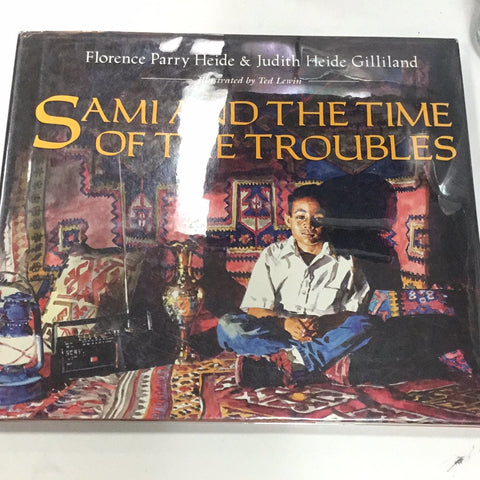 Florence Parry Heide & Judith Heide Gilliland
Illustrated by Ted Lewin
SAMI AND THE TIME
OF THE TROUBLES